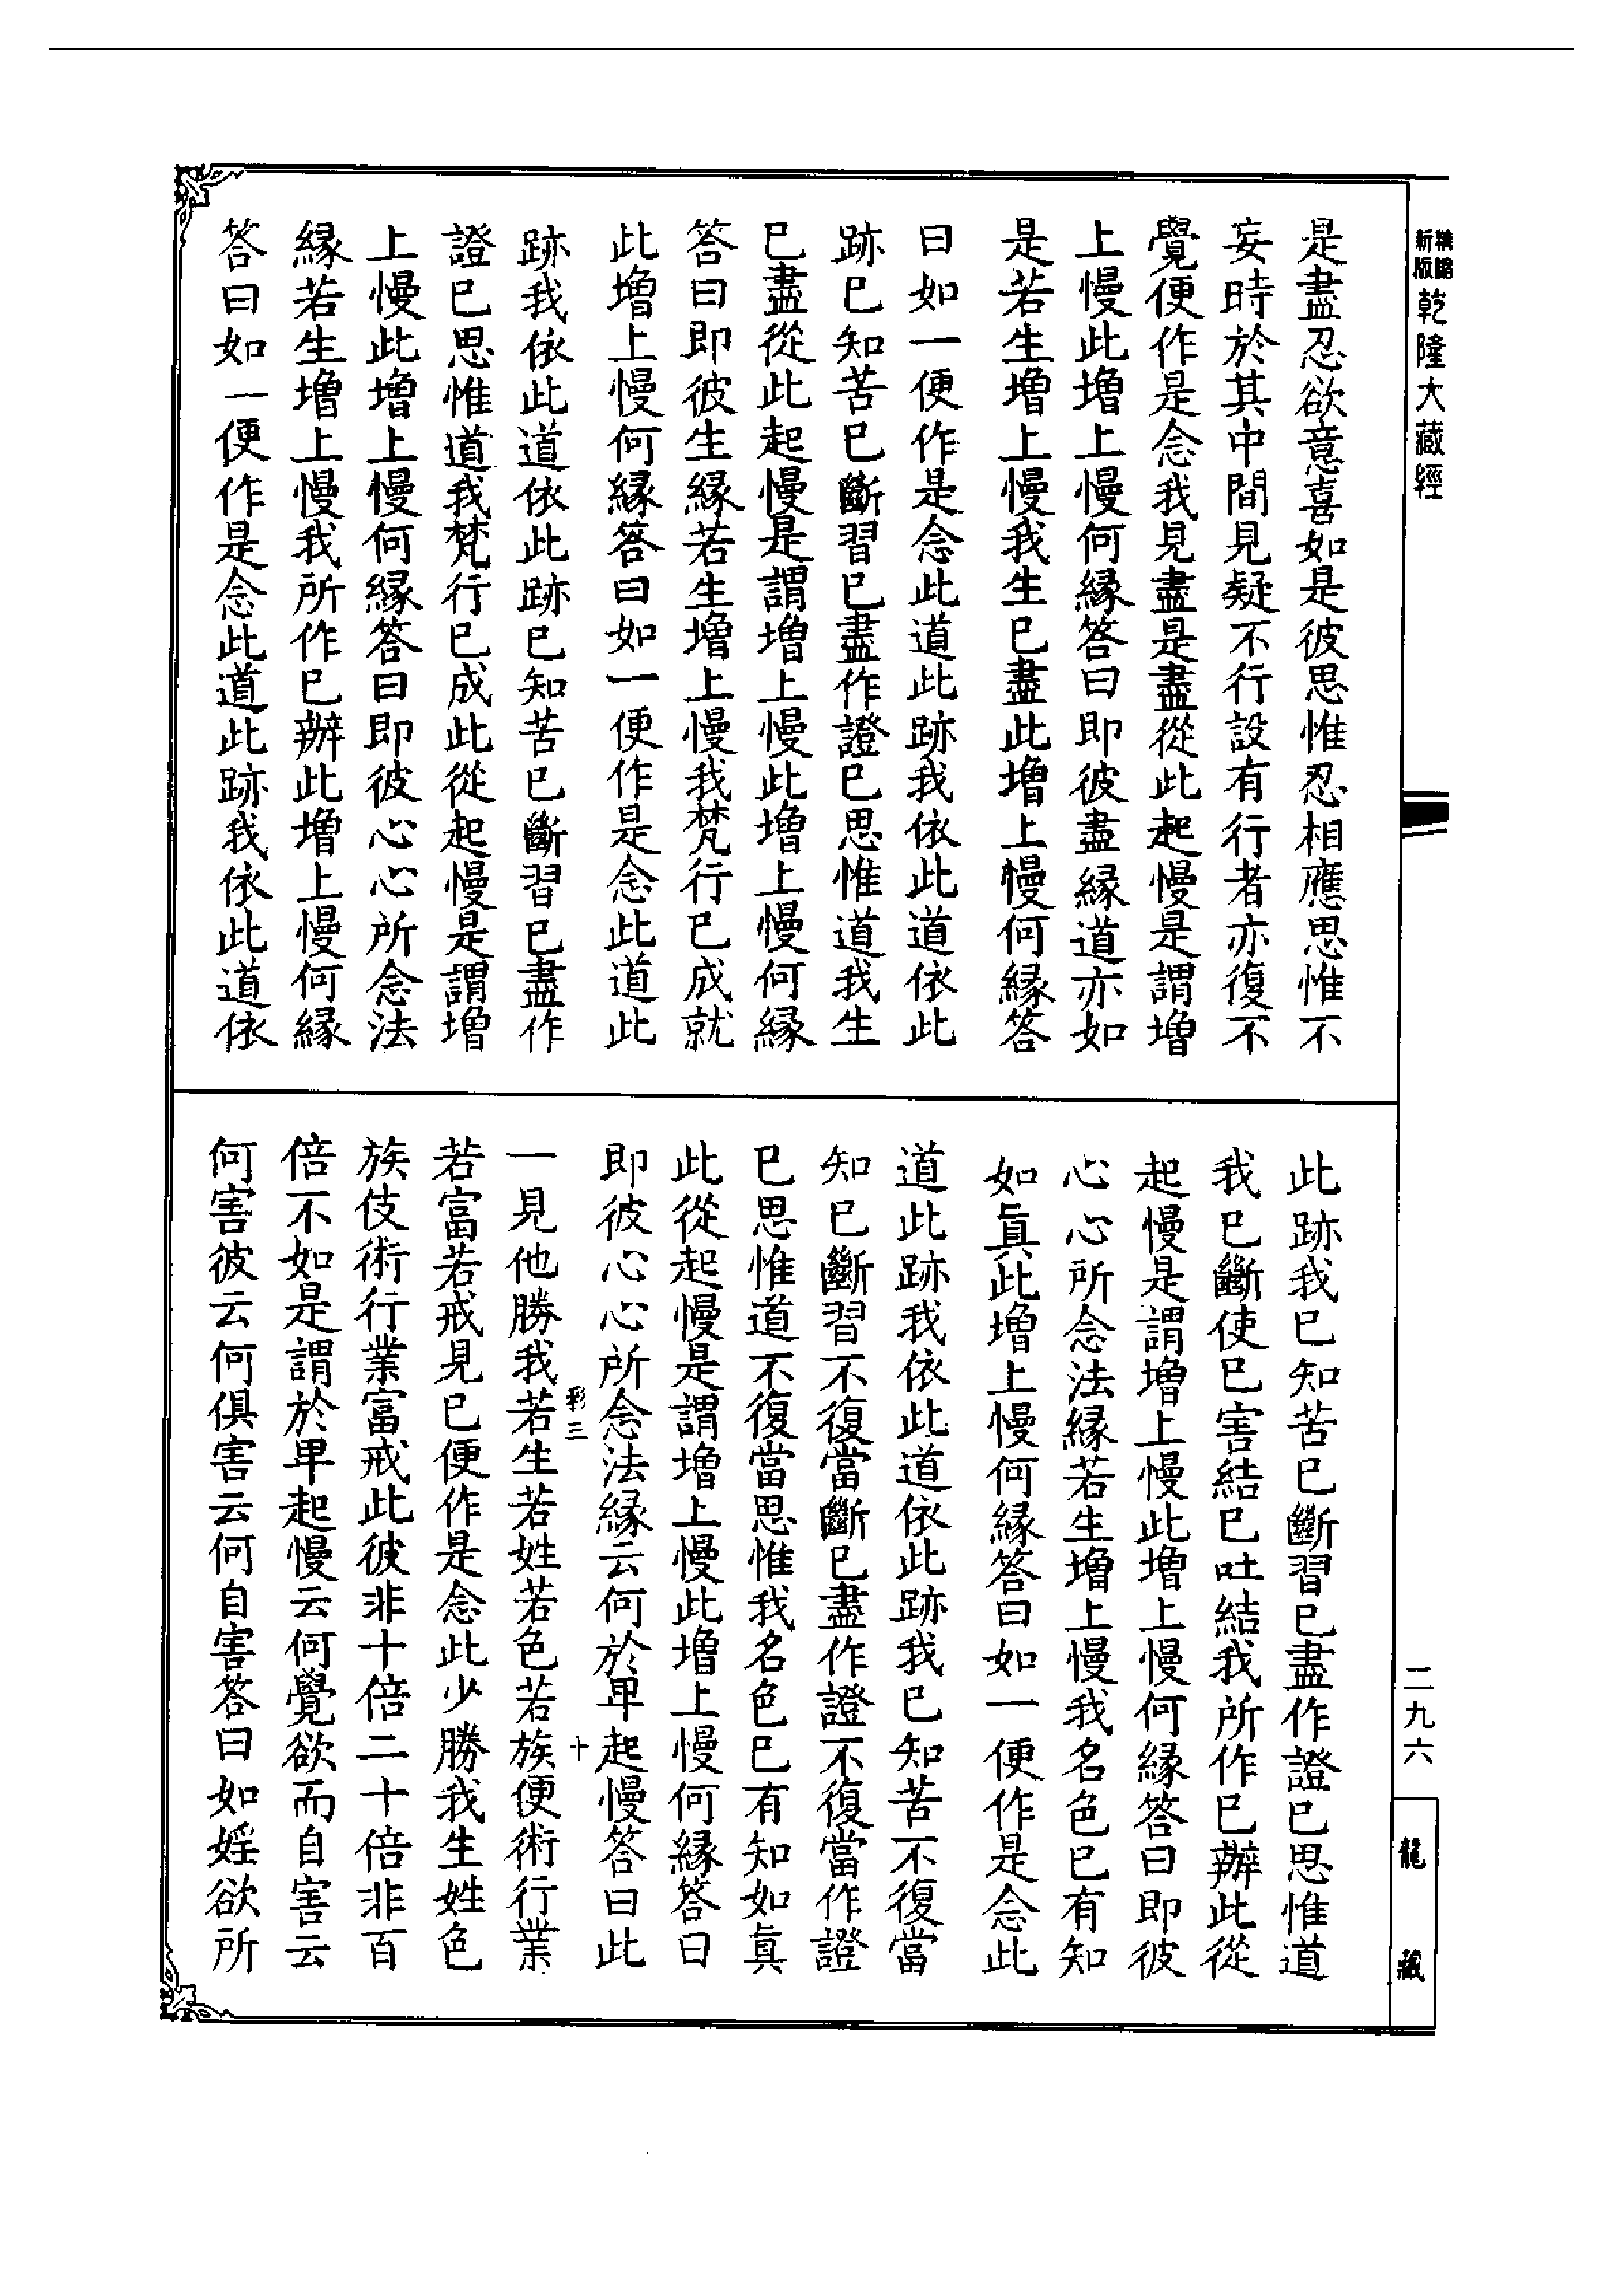 新版精縮乾隆大藏經
是盡忍欲意喜如是彼思惟忍相應思惟不
妄時於其中間見疑不行設有行者亦復不
覺便作是念我見盡是盡從此起慢是謂增
上慢此增上慢何緣答曰即彼盡緣道亦如
是若生增上慢我生已盡此增上慢何緣答
曰如一便作是念此道此跡我依此道依此
跡已知苦已斷習已盡作證已思惟道我生
已盡從此起慢是謂增上慢此增上慢何緣
答曰即彼生緣若生增上慢我梵行已成就
此增上慢何緣答曰如一便作是念此道此
跡我依此道依此跡已知苦已斷習已盡作
證已思惟道我梵行已成此從起慢是謂增
上慢此增上慢何緣答曰即彼心心所念法
緣若生增上慢我所作已辦此增上慢何緣
答曰如一便作是念此道此跡我依此道依
此跡我已知苦已斷習已盡作證已思惟道
我已斷使已害結已吐結我所作已辦此從
起慢是謂增上慢此增上慢何緣答曰即彼
心心所念法緣若生增上慢我名色已有知
如眞此增上慢何緣答曰如一便作是念此
道此跡我依此道依此跡我已知苦不復當
知已斷習不復當斷已盡作證不復當作證
已思惟道不復當思惟我名色已有知如眞
此從起慢是謂增上慢此增上慢何緣答曰
即彼心心所念法緣云何於卑起慢答曰此
彩三 十
一見他勝我若生若姓若色若族便術行業
若富若戒見已便作是念此少勝我生姓色
族伎術行業富戒此彼非十倍二十倍非百
倍不如是謂於卑起慢云何覺欲而自害云
何害彼云何俱害云何自害答曰如婬欲所
二九六
龍藏